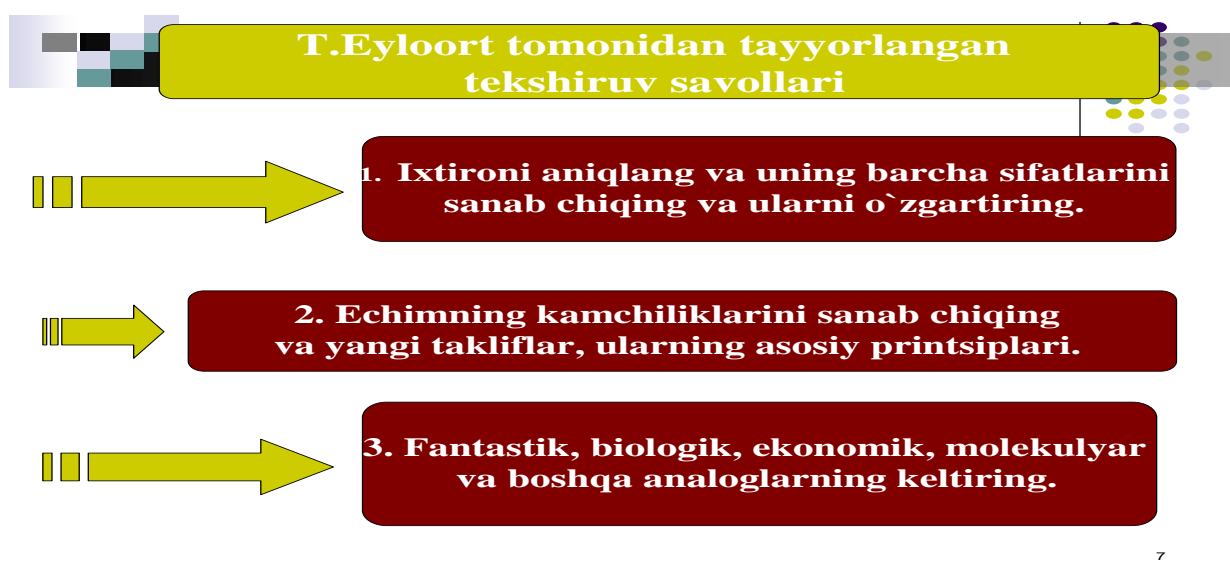 T.Eyloort tomonidan tayyorlangan
tekshiruv savollari
1. Ixtironi aniqlang va uning barcha sifatlarini
sanab chiqing va ularni o`zgartiring.
2. Echimning kamchiliklarini sanab chiqing
va yangi takliflar, ularning asosiy printsiplari.
3. Fantastik, biologik, ekonomik, molekulyar
va boshqa analoglarning keltiring.
7